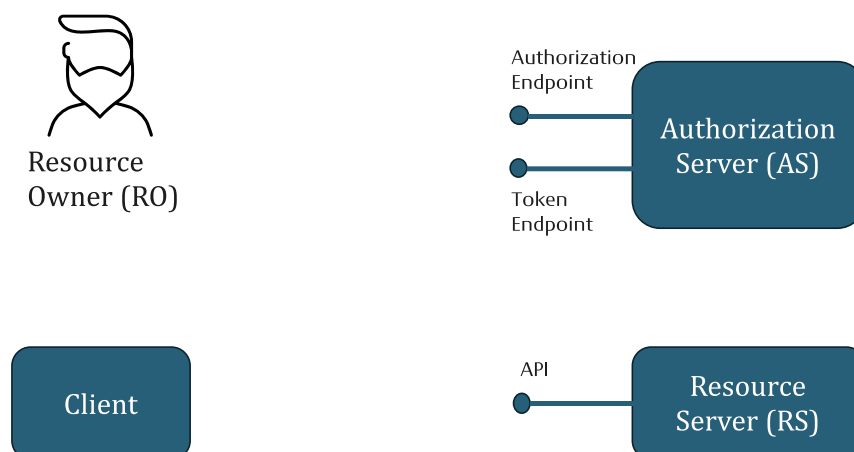 Resource
Owner (RO)
Authorization
Endpoint
Authorization
Server (AS)
Token
Endpoint
Client
API
Resource
Server (RS)